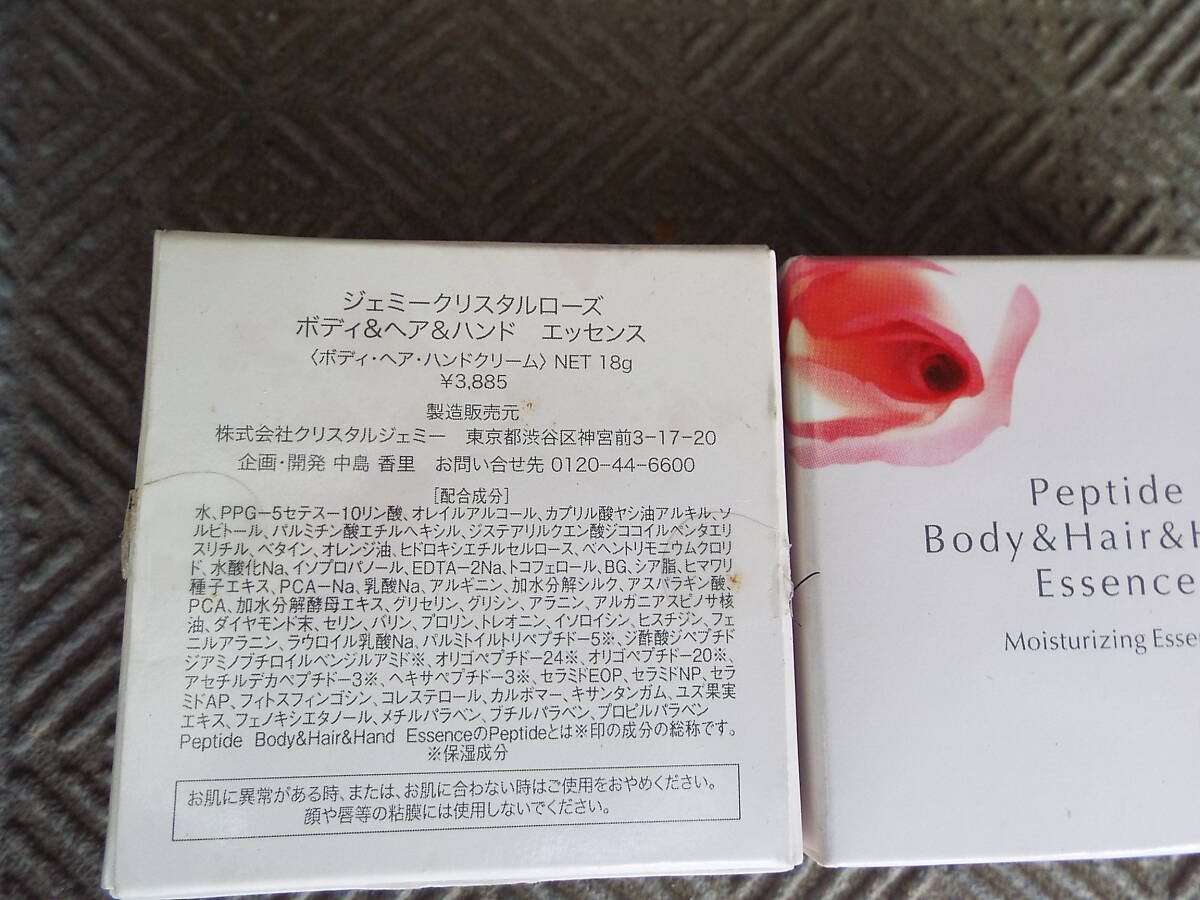 ジェミークリスタルローズ
ボディ&ヘア&ハンド　エッセンス
〈ボディ・ヘア・ハンドクリーム〉NET 18g
¥3,885
製造販売元
株式会社クリスタルジェミー　東京都渋谷区神宮前3-17-20
企画・開発 中島 香里　お問い合せ先 0120-44-6600
[配合成分]
水、PPG-5セテス-10リン酸、オレイルアルコール、カプリル酸ヤシ油アルキル、ソ
ルビトール、パルミチン酸エチルヘキシル、ジステアリルクエン酸ジココイルペンタエリ
スリチル、ベタイン、オレンジ油、ヒドロキシエチルセルロース、ベヘントリモニウムクロリ
ド、水酸化Na、イソプロパノール、EDTA-2Na、トコフェロール、BG、シア脂、ヒマワリ
種子エキス、PCA-Na、乳酸Na、アルギニン、加水分解シルク、アスパラギン酸、
PCA、加水分解酵母エキス、グリセリン、グリシン、アラニン、アルガニアスピノサ核
油、ダイヤモンド末、セリン、バリン、プロリン、トレオニン、イソロイシン、ヒスチジン、フェ
ニルアラニン、ラウロイル乳酸Na、パルミトイルトリペプチド-5※、ジ酢酸ジペプチド
ジアミノブチロイルベンジルアミド※、オリゴペプチド-24※、オリゴペプチド-20※、
アセチルデカペプチド-3※、ヘキサペプチド-3※、セラミドEOP、セラミドNP、セラ
ミドAP、フィトスフィンゴシン、コレステロール、カルボマー、キサンタンガム、ユズ果実
エキス、フェノキシエタノール、メチルパラベン、ブチルパラベン、プロピルパラベン
Peptide Body&Hair&Hand EssenceのPeptideとは※印の成分の総称です。
※保湿成分
お肌に異常がある時、または、お肌に合わない時はご使用をおやめください。
顔や唇等の粘膜には使用しないでください。
Peptide
Body&Hair&H
Essence
Moisturizing Esse